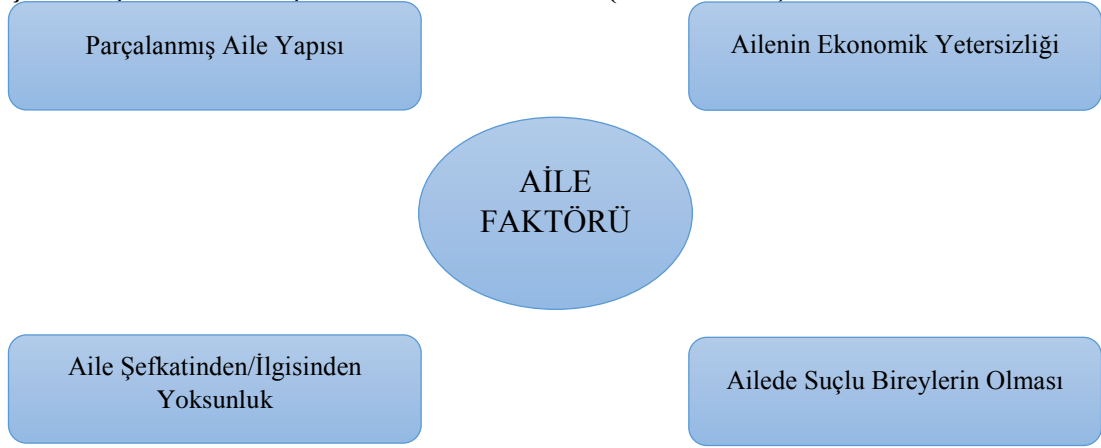 Parçalanmış Aile Yapısı
Ailenin Ekonomik Yetersizliği
AİLE
FAKTÖRÜ
Aile Şefkatinden/İlgisinden
Yoksunluk
Ailede Suçlu Bireylerin Olması